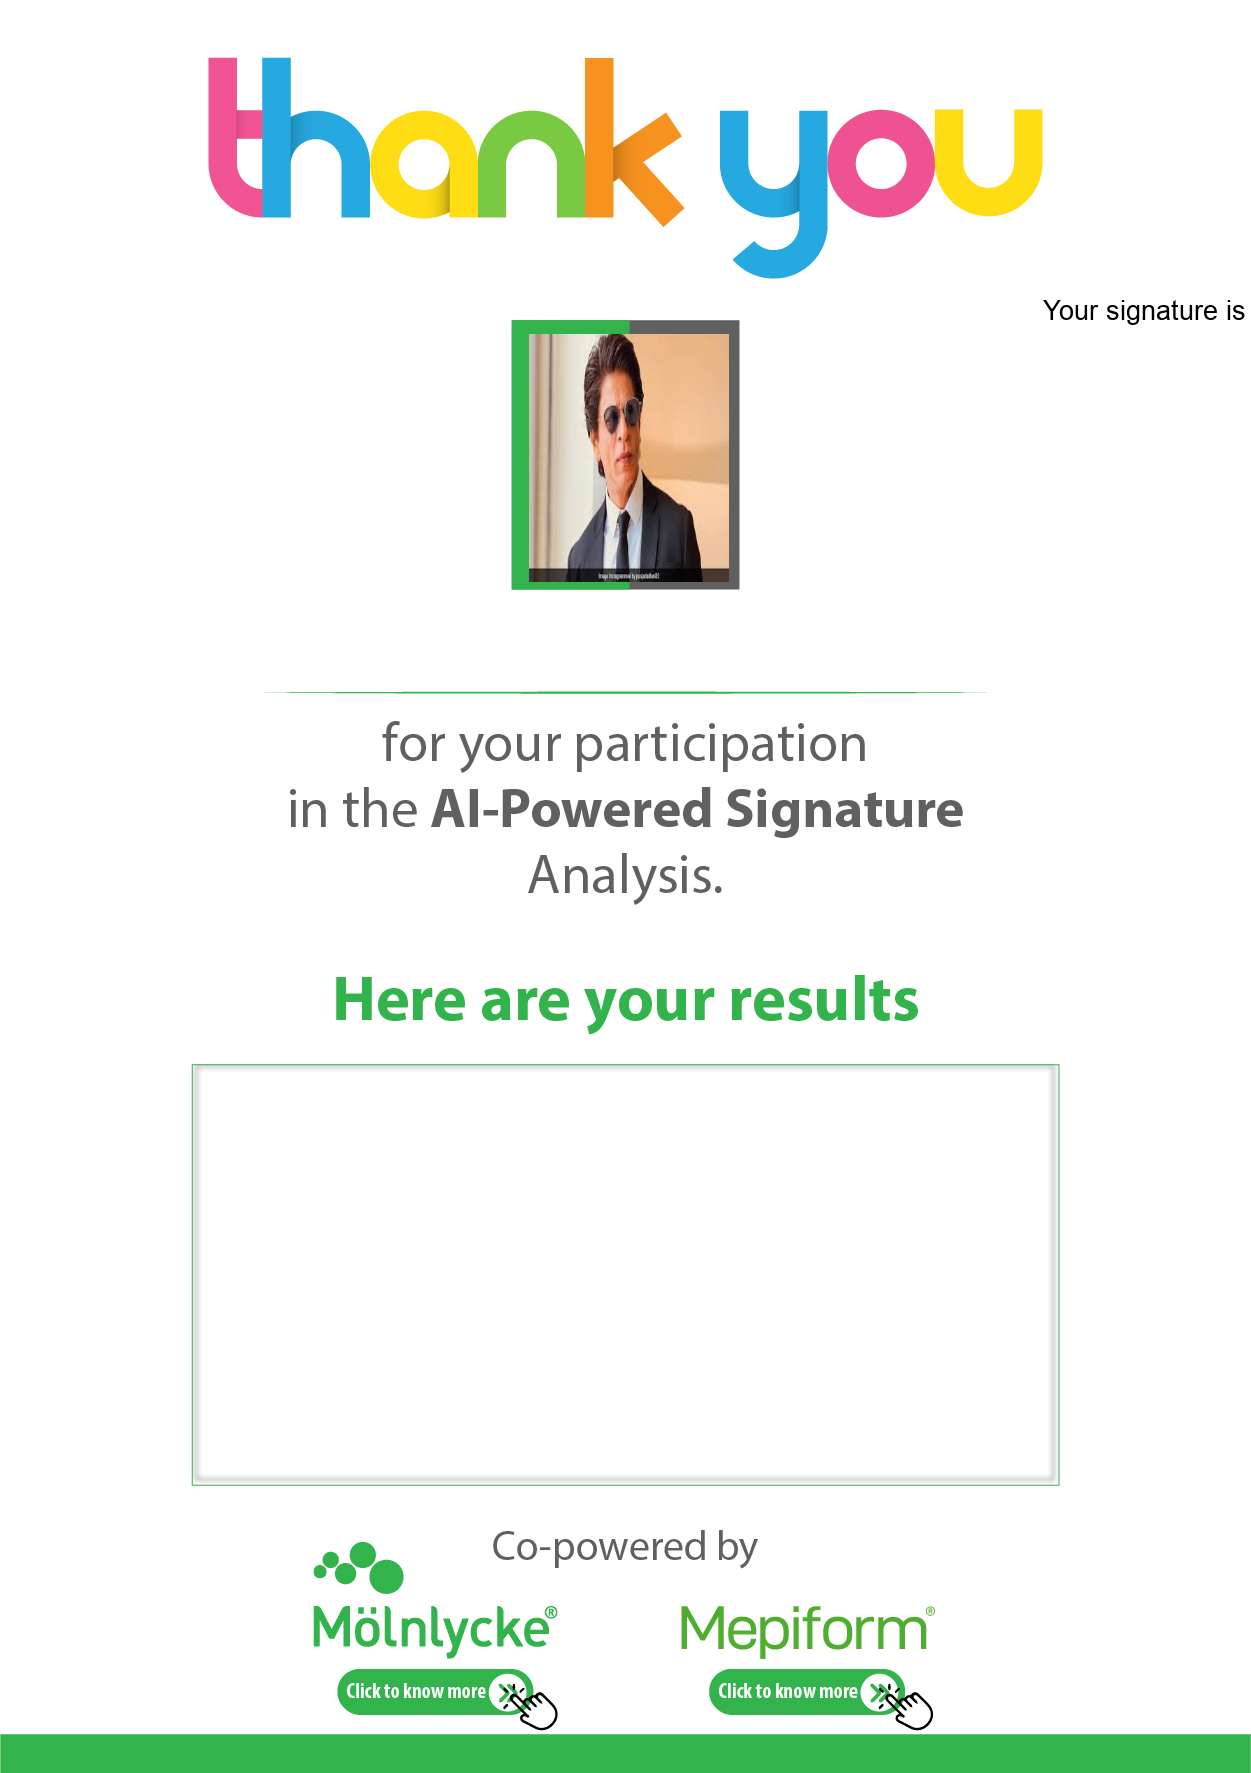 thank you
Your signature is
for your participation
in the AI-Powered Signature
Analysis.
Here are your results
Co-powered by
Mölnlycke®
Mepiform®
Click to know more
Click to know more